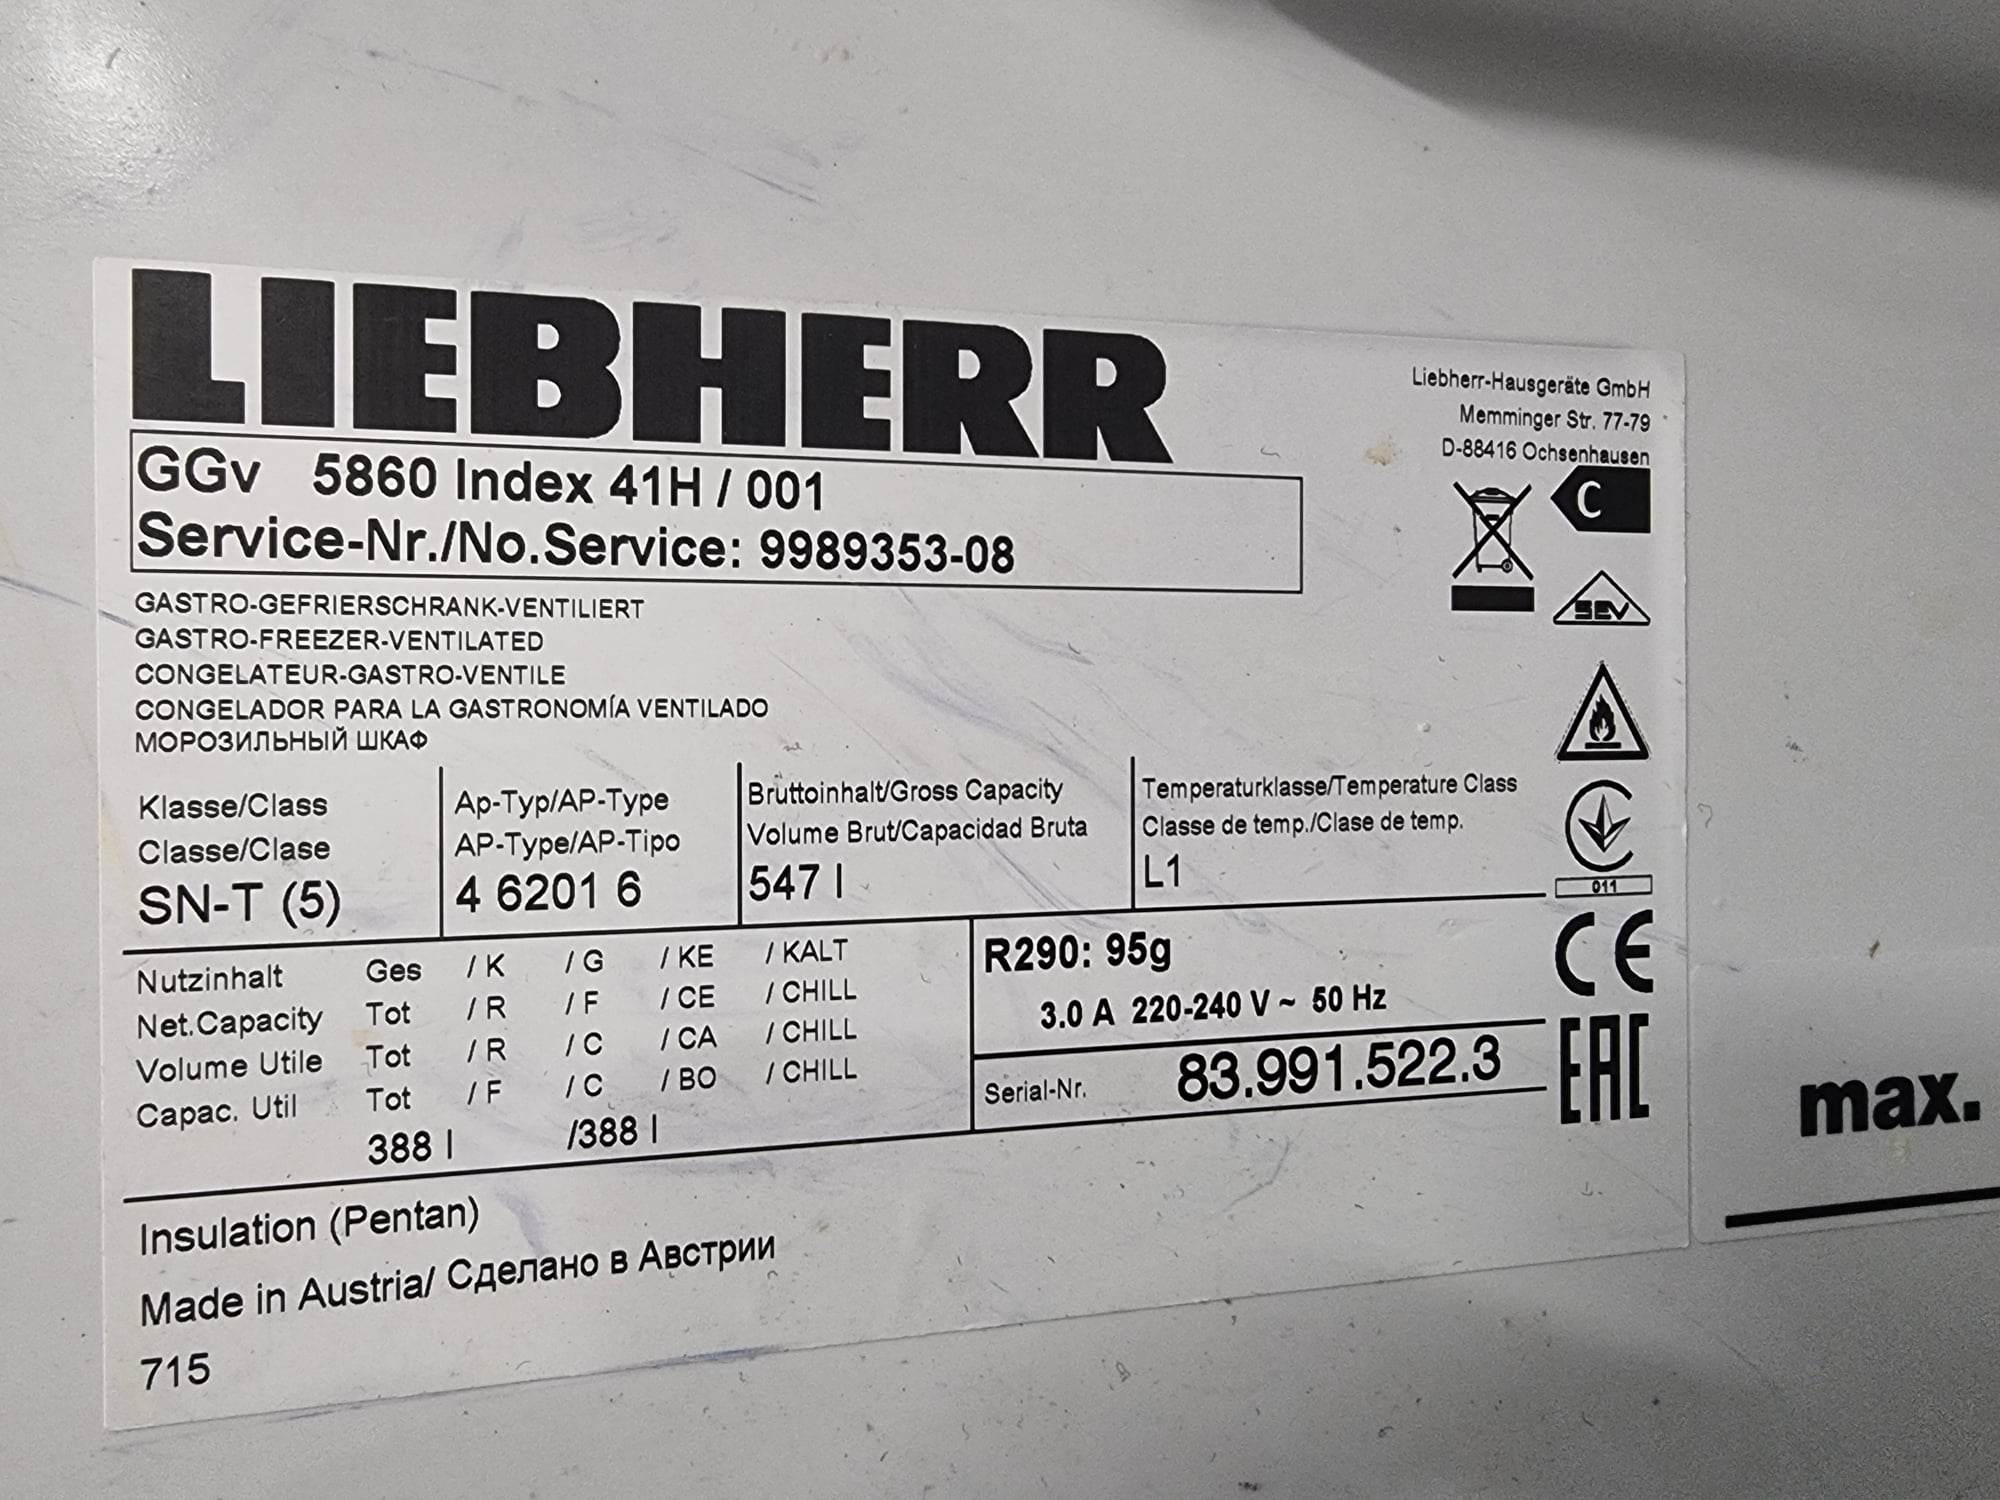 LIEBHERR
Liebherr-Hausgeräte GmbH
Memminger Str. 77-79
D-88416 Ochsenhausen
GGv 5860 Index 41H / 001
Service-Nr./No.Service: 9989353-08
C
SEV
GASTRO-GEFRIERSCHRANK-VENTILIERT
GASTRO-FREEZER-VENTILATED
CONGELATEUR-GASTRO-VENTILE
CONGELADOR PARA LA GASTRONOMÍA VENTILADO
МОРОЗИЛЬНЫЙ ШКАФ
Klasse/Class
Classe/Clase
SN-T (5)
Ap-Typ/AP-Type
AP-Type/AP-Tipo
4 6201 6
Bruttoinhalt/Gross Capacity
Volume Brut/Capacidad Bruta
547 l
Temperaturklasse/Temperature Class
Classe de temp./Clase de temp.
L1
011
Nutzinhalt Ges / K / G / KE / KALT
Net.Capacity Tot / R / F / CE / CHILL
Volume Utile Tot / R / C / CA / CHILL
Capac. Util Tot / F / C / BO / CHILL
388 l /388 l
R290: 95g
3.0 A 220-240 V ~ 50 Hz
Serial-Nr. 83.991.522.3
CE
EAC
max.
Insulation (Pentan)
Made in Austria/ Сделано в Австрии
715